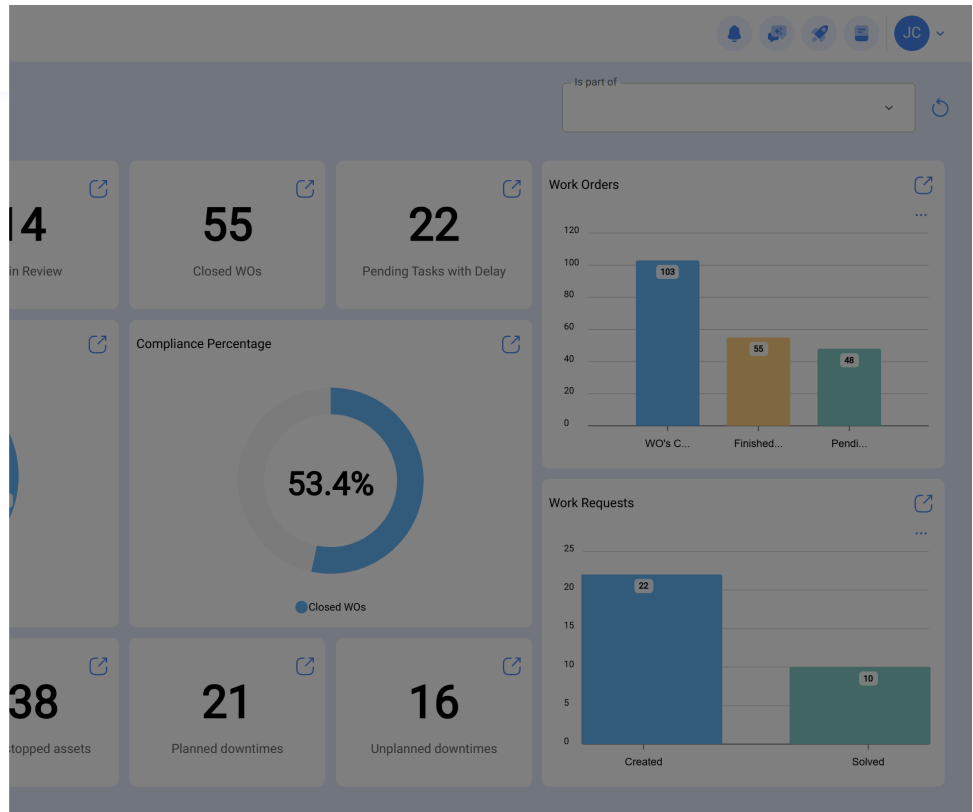 JC
Is part of
14
in Review
55
Closed WOs
22
Pending Tasks with Delay
Work Orders
...
120
100
80
60
40
20
0
103
55
48
WO's C...
Finished...
Pendi...
Compliance Percentage
53.4%
Closed WOs
Work Requests
...
25
20
15
10
5
0
22
10
Created
Solved
38
stopped assets
21
Planned downtimes
16
Unplanned downtimes